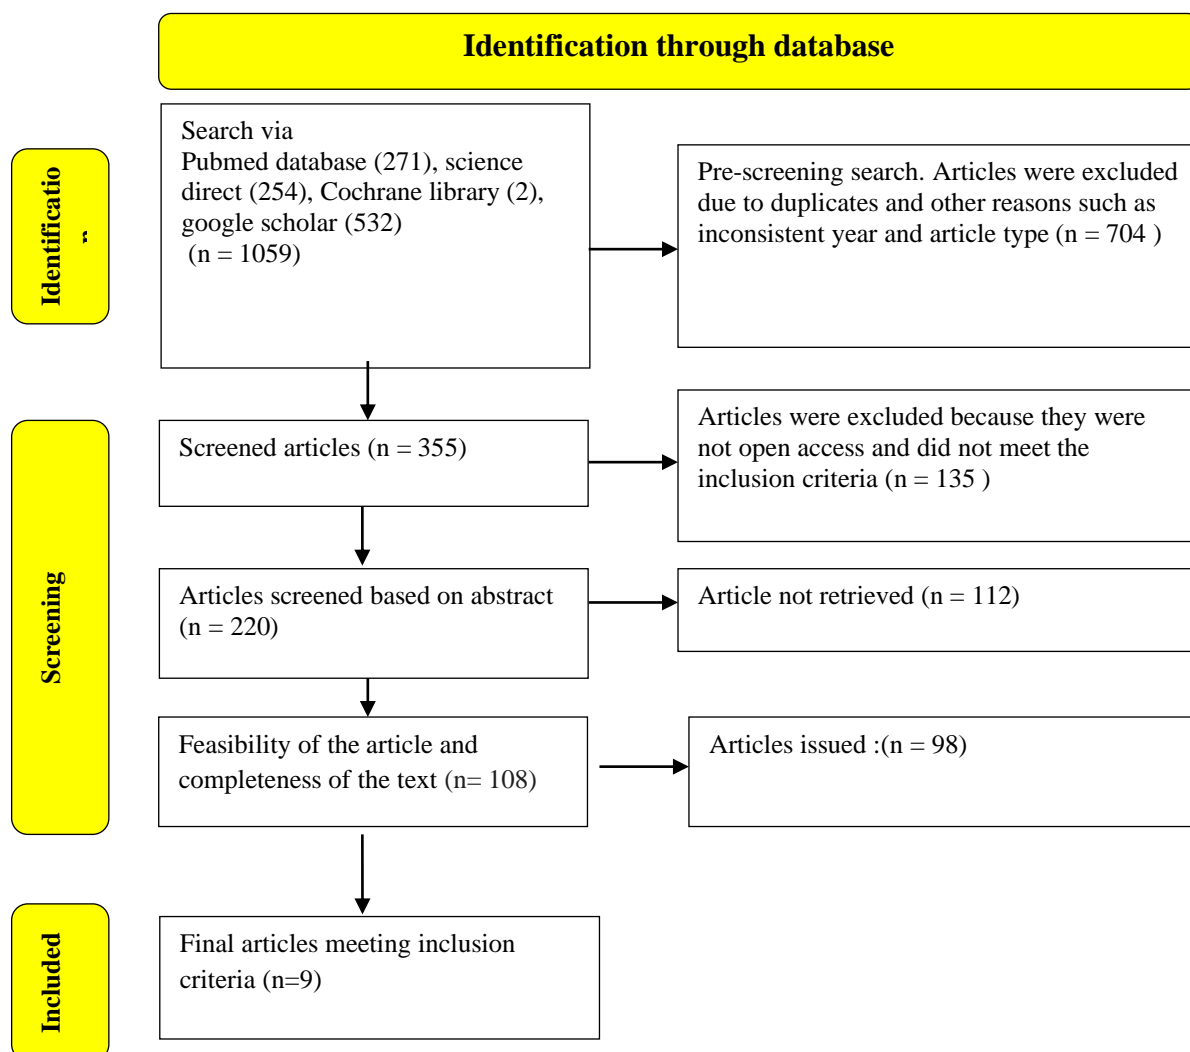 Identification through database
Identificatio
n
Search via
Pubmed database (271), science
direct (254), Cochrane library (2),
google scholar (532)
(n = 1059)
Pre-screening search. Articles were excluded
due to duplicates and other reasons such as
inconsistent year and article type (n = 704 )
Screening
Screened articles (n = 355)
Articles were excluded because they were
not open access and did not meet the
inclusion criteria (n = 135 )
Articles screened based on abstract
(n = 220)
Article not retrieved (n = 112)
Feasibility of the article and
completeness of the text (n= 108)
Articles issued :(n = 98)
Included
Final articles meeting inclusion
criteria (n=9)